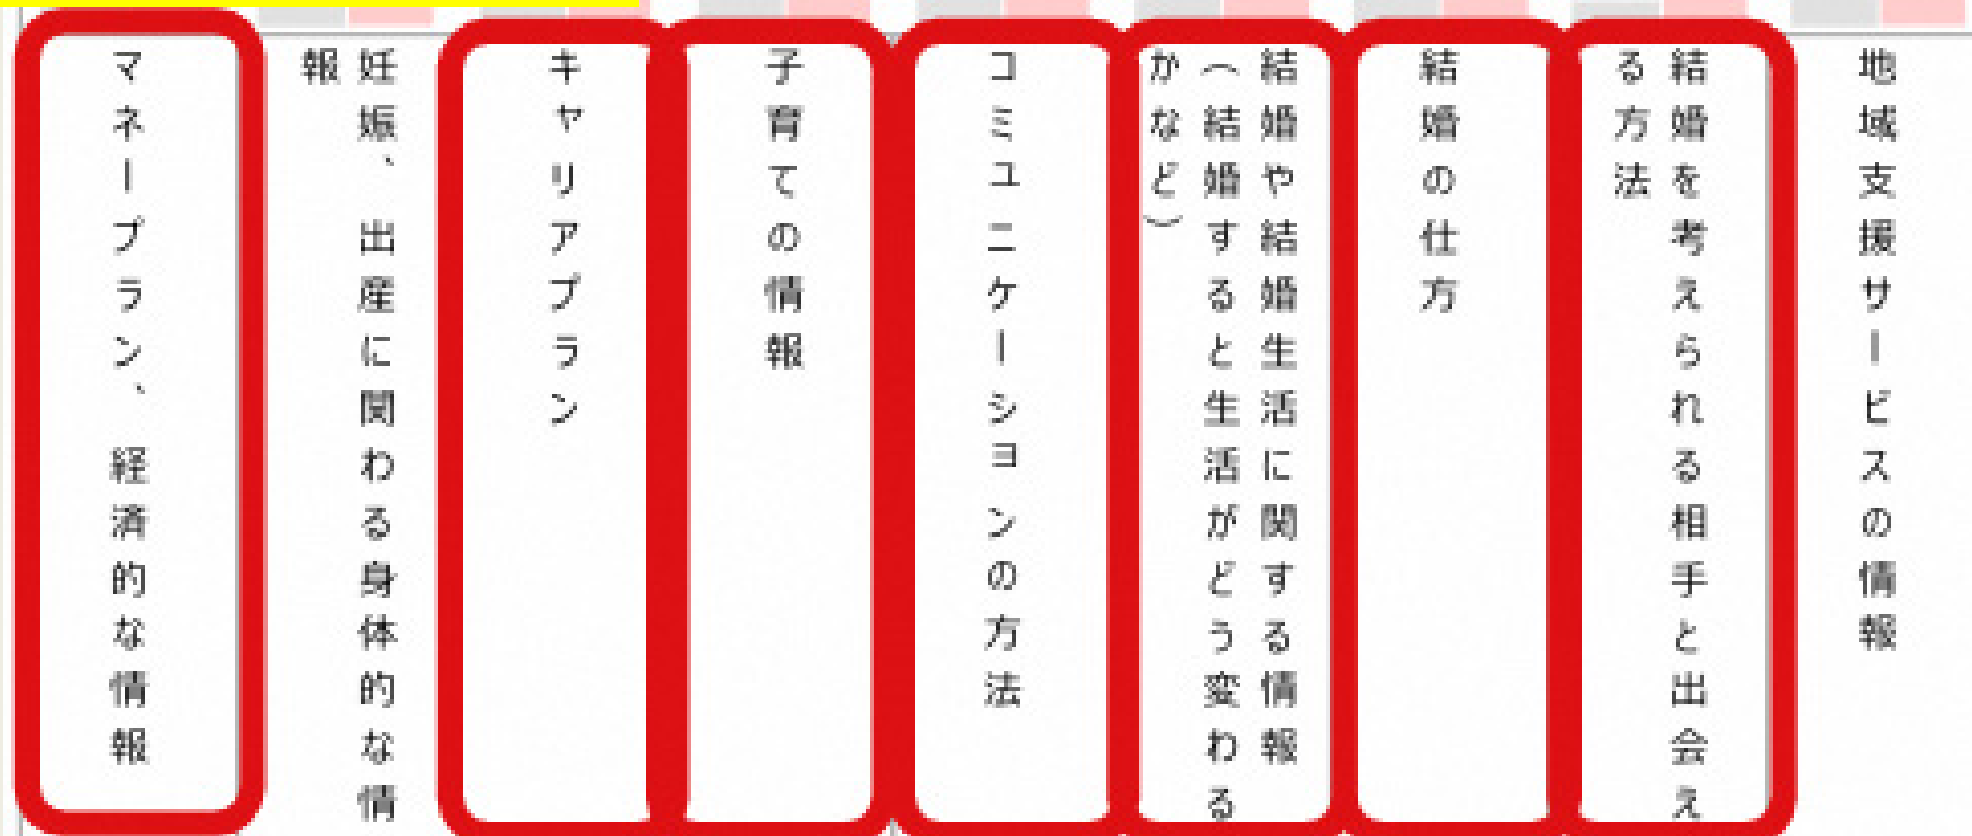 マネープラン、経済的な情報
妊娠、出産に関わる身体的な情
報
キャリアプラン
子育ての情報
コミュニケーションの方法
結婚や結婚生活に関する情報
(結婚すると生活がどう変わる
かなど)
結婚の仕方
結婚を考えられる相手と出会え
る方法
地域支援サービスの情報